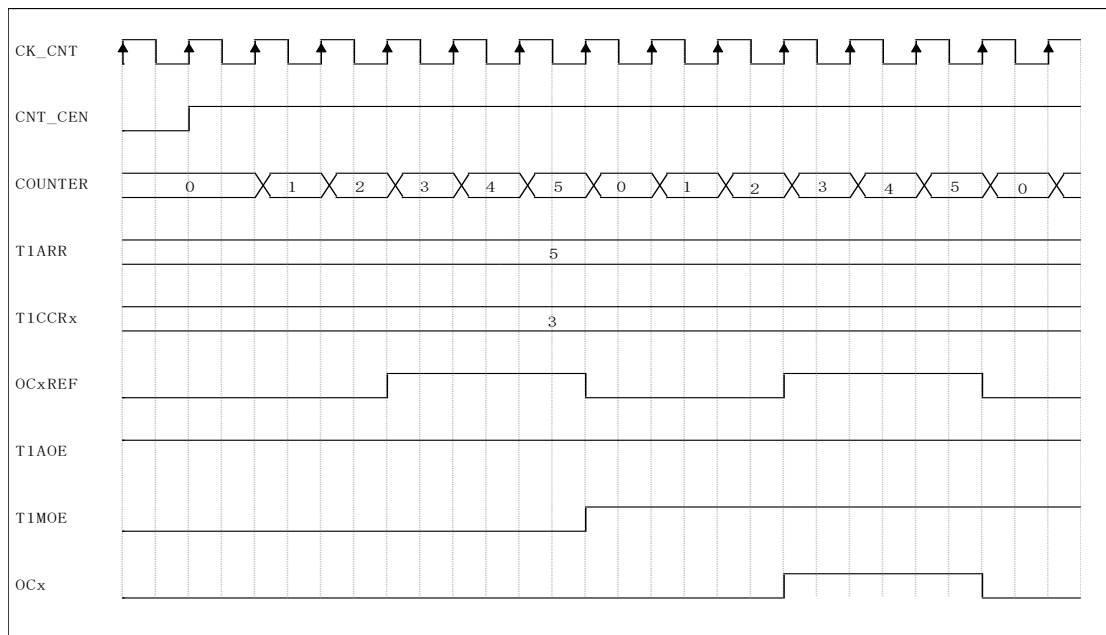 CK_CNT
CNT_CEN
COUNTER 0 1 2 3 4 5 0 1 2 3 4 5 0
T1ARR 5
T1CCRx 3
OCxREF
T1AOE
T1MOE
OCx